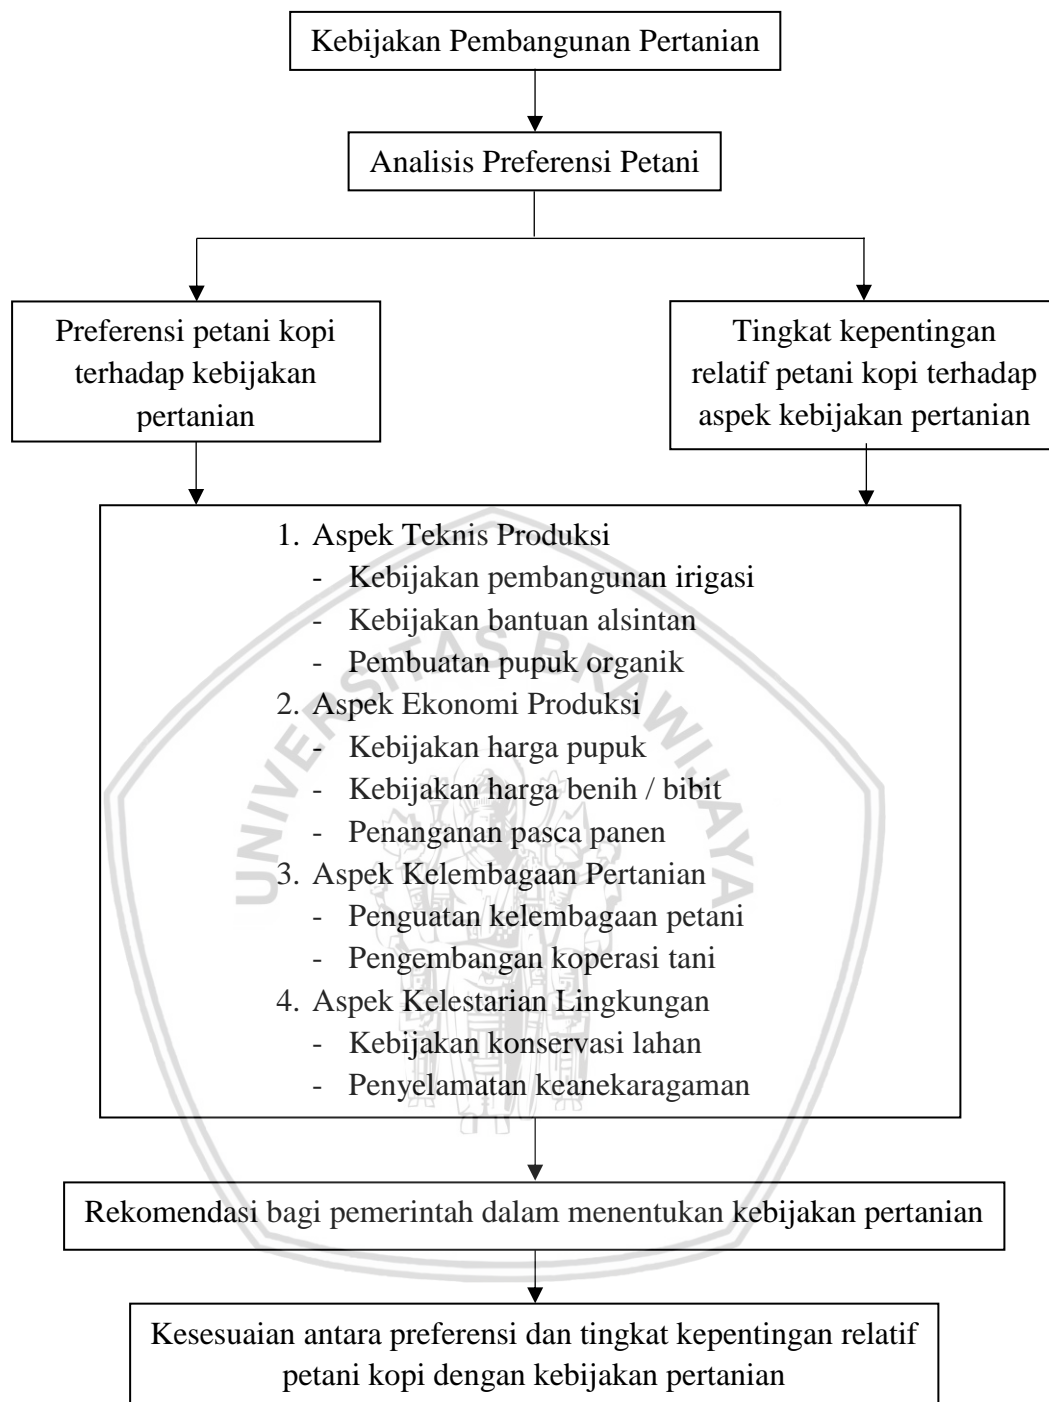 Kebijakan Pembangunan Pertanian
Analisis Preferensi Petani
Preferensi petani kopi
terhadap kebijakan
pertanian
Tingkat kepentingan
relatif petani kopi terhadap
aspek kebijakan pertanian
1. Aspek Teknis Produksi
- Kebijakan pembangunan irigasi
- Kebijakan bantuan alsintan
- Pembuatan pupuk organik
2. Aspek Ekonomi Produksi
- Kebijakan harga pupuk
- Kebijakan harga benih / bibit
- Penanganan pasca panen
3. Aspek Kelembagaan Pertanian
- Penguatan kelembagaan petani
- Pengembangan koperasi tani
4. Aspek Kelestarian Lingkungan
- Kebijakan konservasi lahan
- Penyelamatan keanekaragaman
UNIVERSITAS BRAWIJAYA
Rekomendasi bagi pemerintah dalam menentukan kebijakan pertanian
Kesesuaian antara preferensi dan tingkat kepentingan relatif
petani kopi dengan kebijakan pertanian